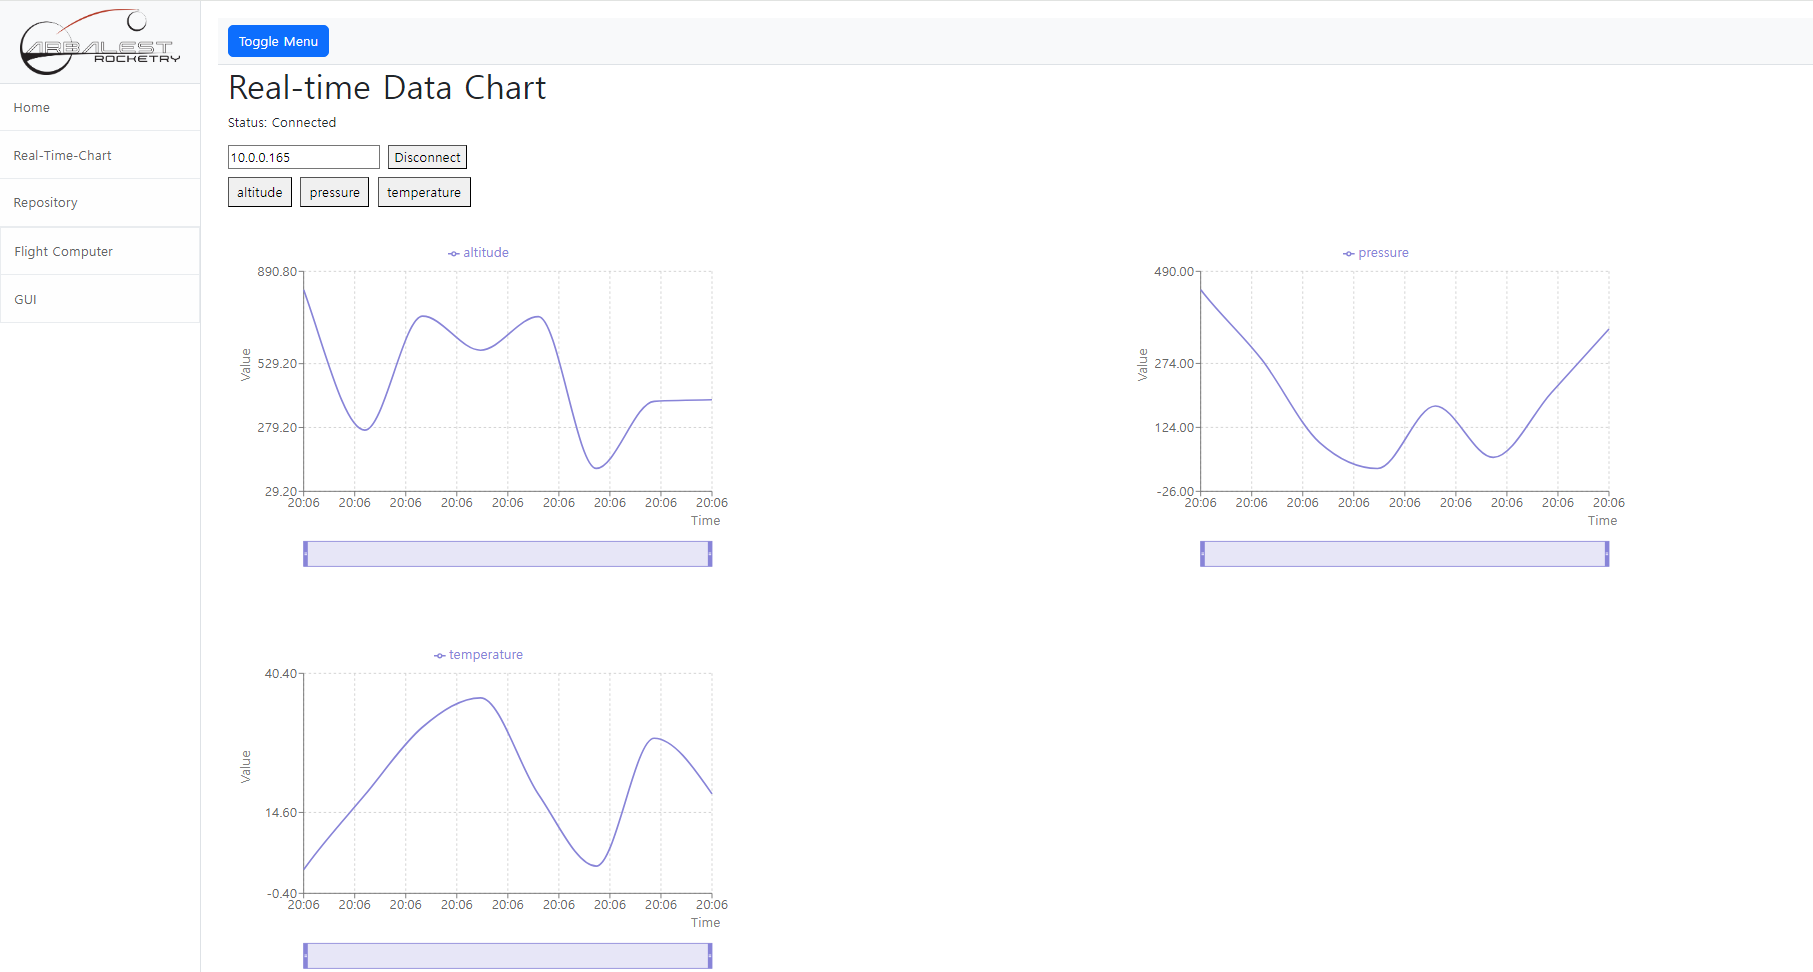 ARBALEST
ROCKETRY
Home
Real-Time-Chart
Repository
Flight Computer
GUI
Toggle Menu
Real-time Data Chart
Status: Connected
10.0.0.165 Disconnect
altitude pressure temperature
altitude
890.80
529.20
279.20
29.20
Value
20:06 20:06 20:06 20:06 20:06 20:06 20:06 20:06 20:06
Time
pressure
490.00
274.00
124.00
-26.00
Value
20:06 20:06 20:06 20:06 20:06 20:06 20:06 20:06 20:06
Time
temperature
40.40
14.60
-0.40
Value
20:06 20:06 20:06 20:06 20:06 20:06 20:06 20:06 20:06
Time